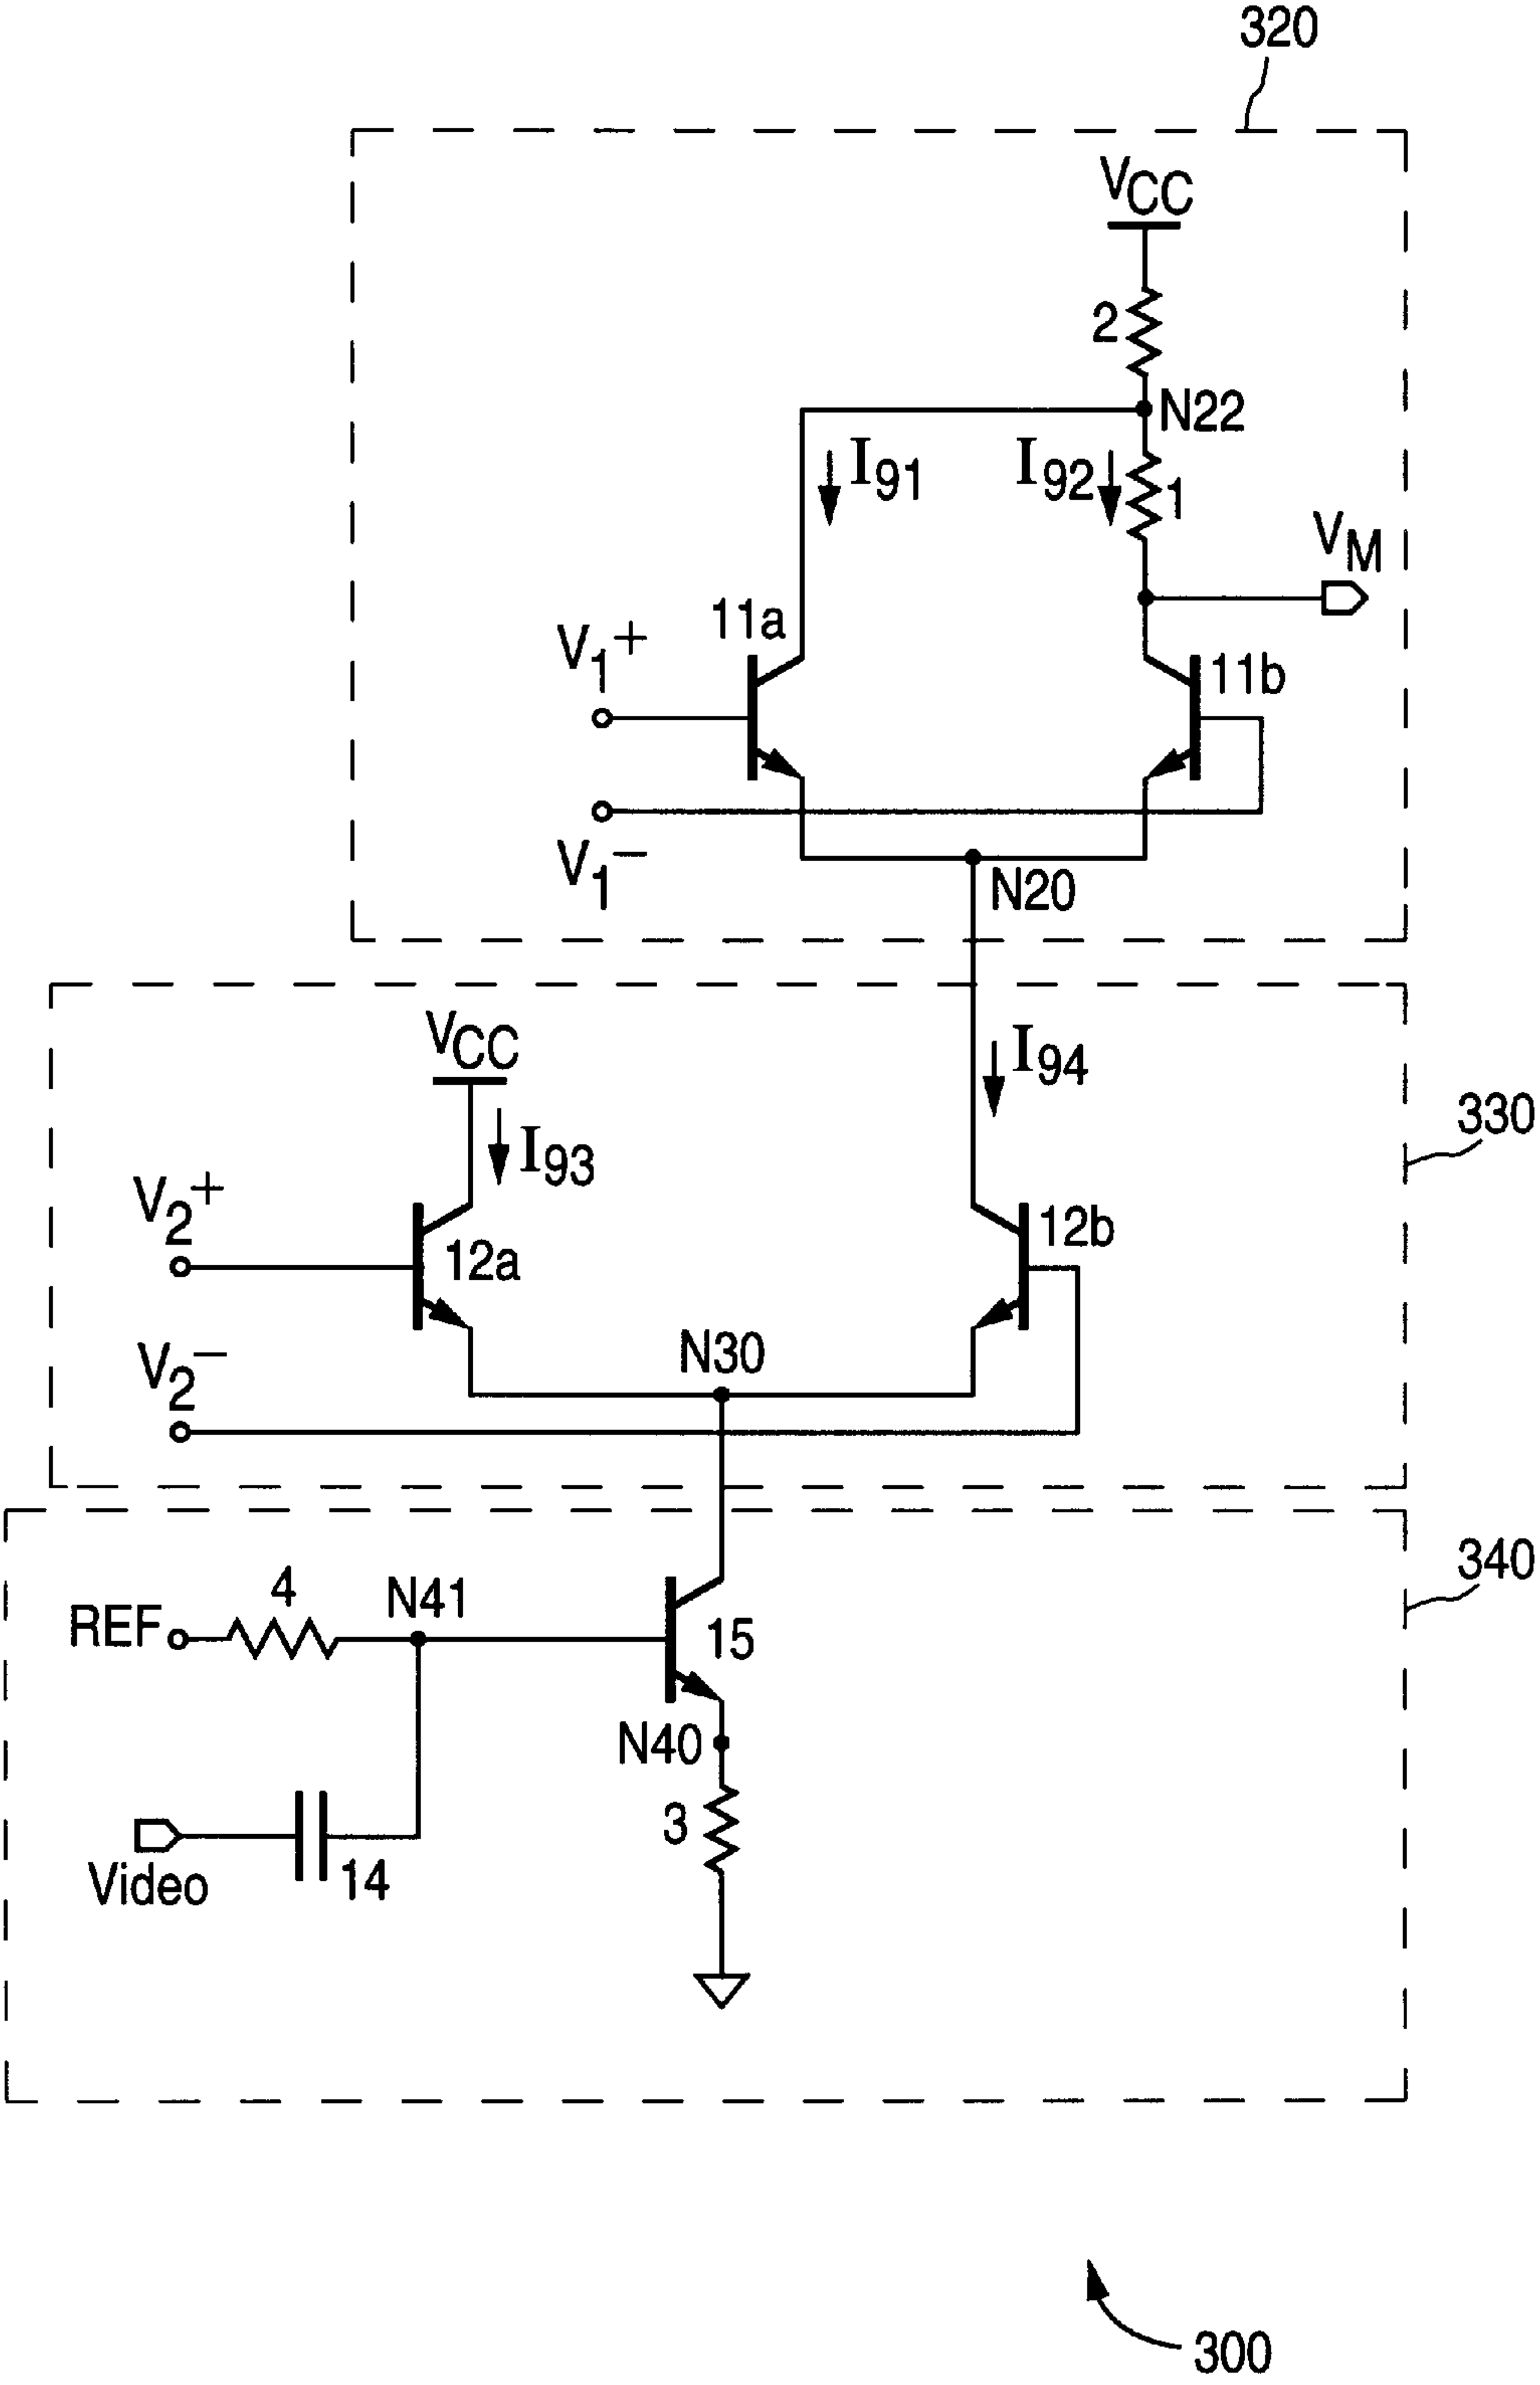 320
VCC
2
N22
I91
I92
1
VM
11a
V1+
11b
V1−
N20
VCC
I94
330
I93
V2+
12b
12a
N30
V2−
340
4
N41
REF
15
N40
3
Video
14
300